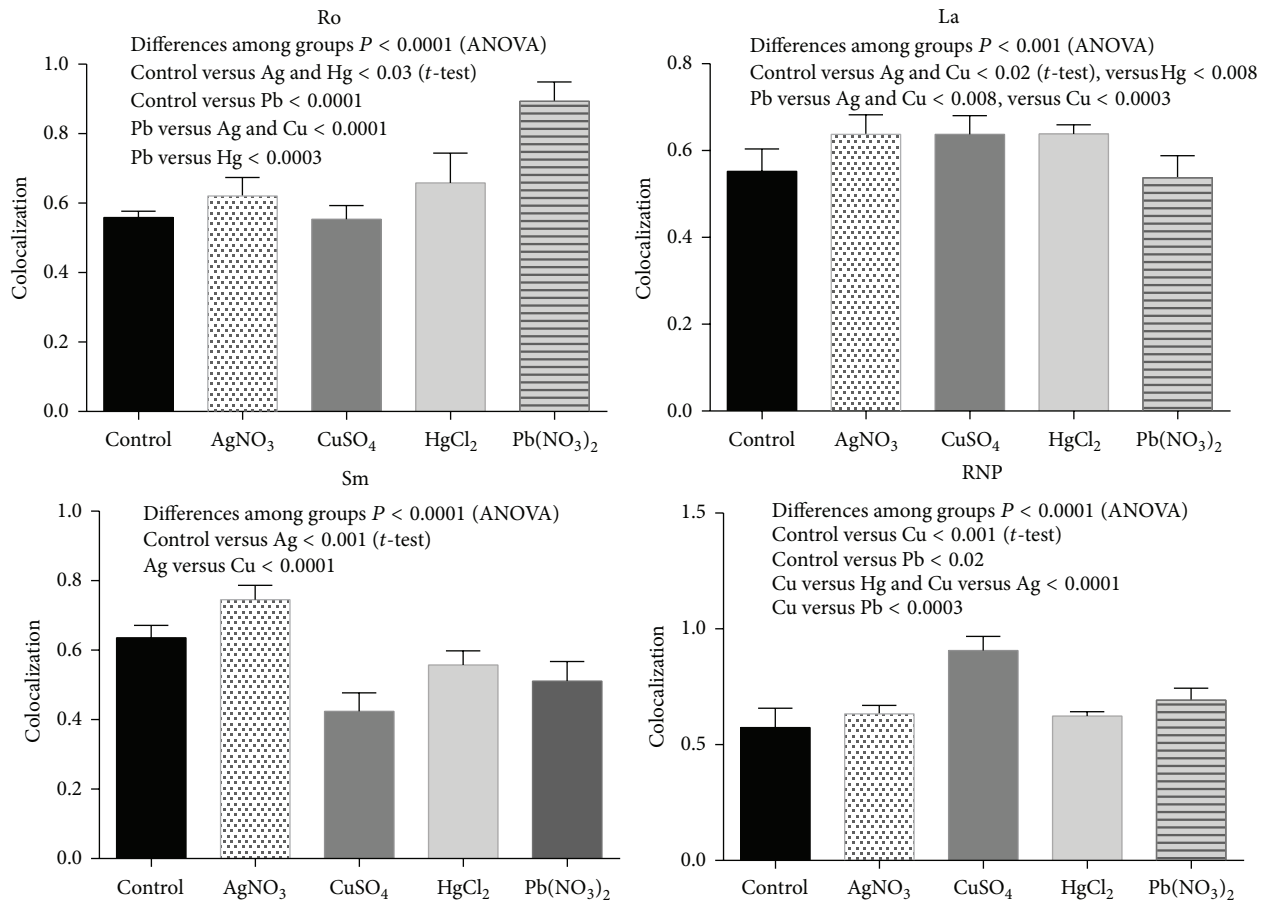 Ro
Differences among groups P < 0.0001 (ANOVA)
Control versus Ag and Hg < 0.03 (t-test)
Control versus Pb < 0.0001
Pb versus Ag and Cu < 0.0001
Pb versus Hg < 0.0003
1.0
0.8
0.6
0.4
0.2
0.0
Colocalization
Control AgNO₃ CuSO₄ HgCl₂ Pb(NO₃)₂
La
Differences among groups P < 0.001 (ANOVA)
Control versus Ag and Cu < 0.02 (t-test), versus Hg < 0.008
Pb versus Ag and Cu < 0.008, versus Cu < 0.0003
0.8
0.6
0.4
0.2
0.0
Colocalization
Control AgNO₃ CuSO₄ HgCl₂ Pb(NO₃)₂
Sm
Differences among groups P < 0.0001 (ANOVA)
Control versus Ag < 0.001 (t-test)
Ag versus Cu < 0.0001
1.0
0.8
0.6
0.4
0.2
0.0
Colocalization
Control AgNO₃ CuSO₄ HgCl₂ Pb(NO₃)₂
RNP
Differences among groups P < 0.0001 (ANOVA)
Control versus Cu < 0.001 (t-test)
Control versus Pb < 0.02
Cu versus Hg and Cu versus Ag < 0.0001
Cu versus Pb < 0.0003
1.5
1.0
0.5
0.0
Colocalization
Control AgNO₃ CuSO₄ HgCl₂ Pb(NO₃)₂